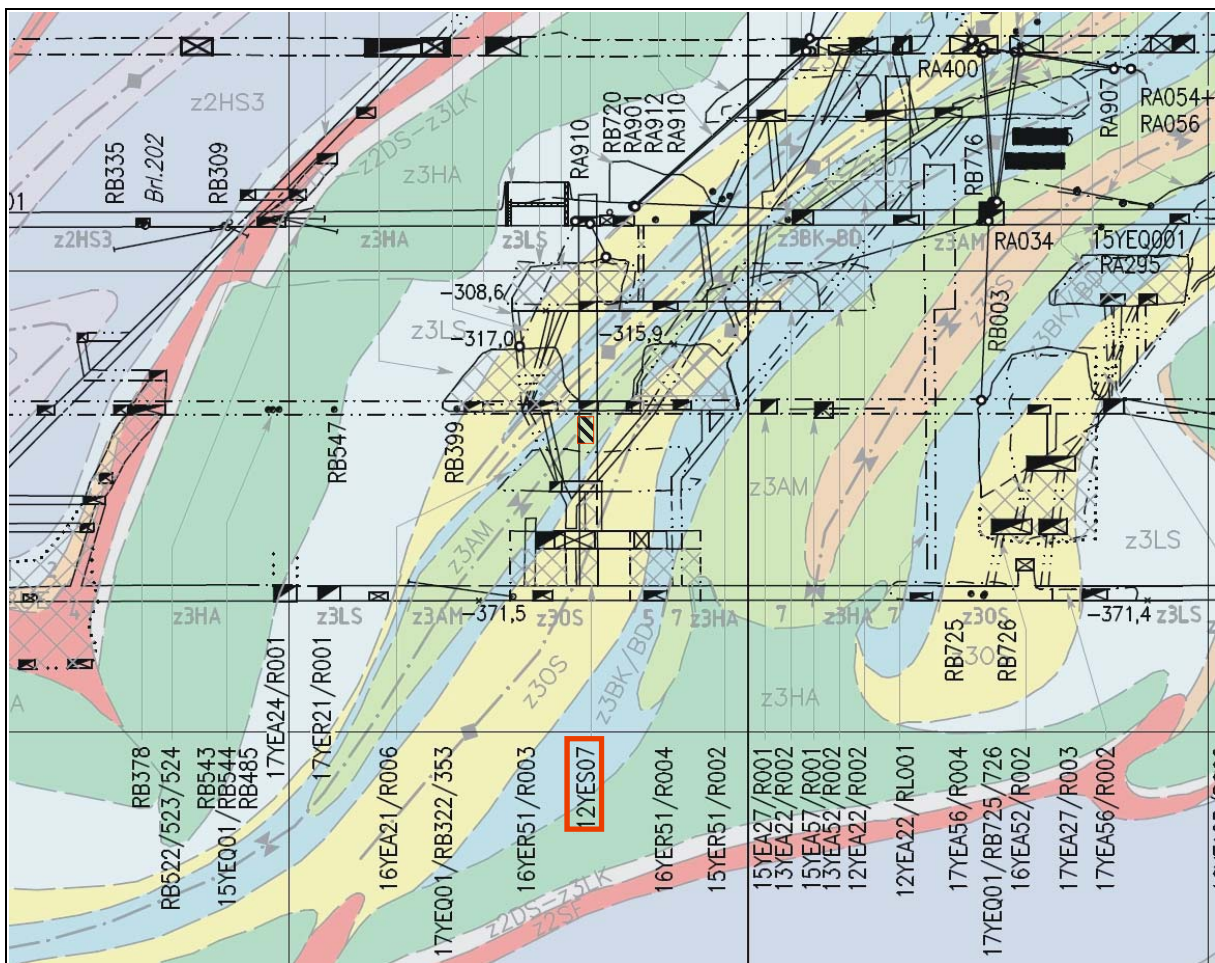 RA400
RA907
RA054+
RA056
z2HS3
z2DS-z3LK
RB335
Brl.202
RB309
z3HA
RA910
RB720
RA901
RA912
RA910
RB776
01
z2HS3
z3HA
z3LS
z3BK-BD
z3AM
RA034
15YEQ001
RA295
-308,6
z3LS
-317,0
-315,9
RB003
z3BK/BD
RB547
RB399
z3AM
z3AM
z3LS
4
z3HA
z3LS
z3AM
-371,5
z3OS
5
7
z3HA
7
z3HA
7
z3OS
-371,4
z3LS
RB725
RB726
z3OS
z3BK/BD
z3HA
RB378
RB522/523/524
RB543
15YEQ01/RB544
RB485
17YEA24/R001
17YER21/R001
16YEA21/R006
17YEQ01/RB322/353
16YER51/R003
12YES07
16YER51/R004
15YER51/R002
15YEA27/R001
13YEA22/R002
15YEA57/R001
13YEA52/R002
12YEA22/R002
12YEA22/RL001
17YEA56/R004
17YEQ01/RB725/726
16YEA52/R002
17YEA27/R003
17YEA56/R002
z2DS-z3LK
z2SF